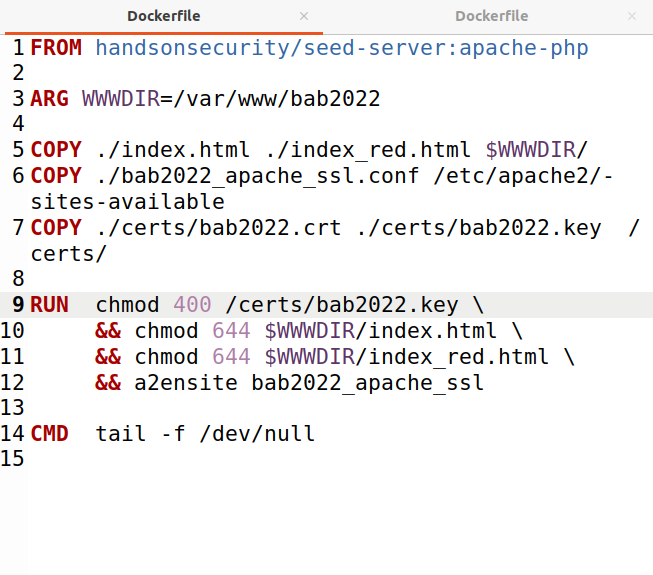 Dockerfile × Dockerfile ×
1 FROM handsonsecurity/seed-server:apache-php
2
3 ARG WWWDIR=/var/www/bab2022
4
5 COPY ./index.html ./index_red.html $WWWDIR/
6 COPY ./bab2022_apache_ssl.conf /etc/apache2/-
sites-available
7 COPY ./certs/bab2022.crt ./certs/bab2022.key  /
certs/
8
9 RUN  chmod 400 /certs/bab2022.key \
10      && chmod 644 $WWWDIR/index.html \
11      && chmod 644 $WWWDIR/index_red.html \
12      && a2ensite bab2022_apache_ssl
13
14 CMD  tail -f /dev/null
15